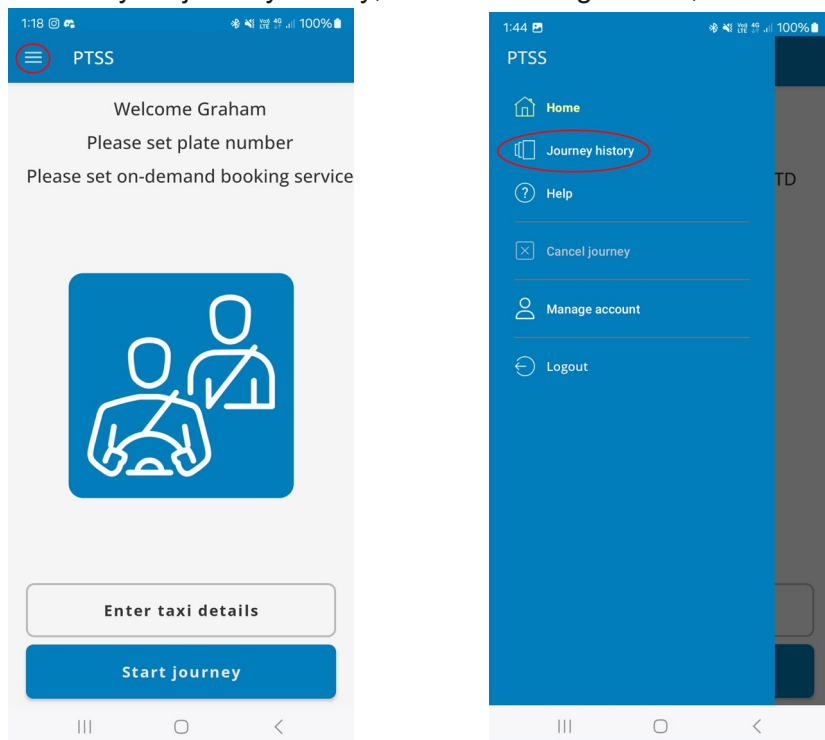 1:18 100%
PTSS
Welcome Graham
Please set plate number
Please set on-demand booking service
Enter taxi details
Start journey
1:44 100%
PTSS
Home
Journey history
TD
? Help
Cancel journey
Manage account
Logout